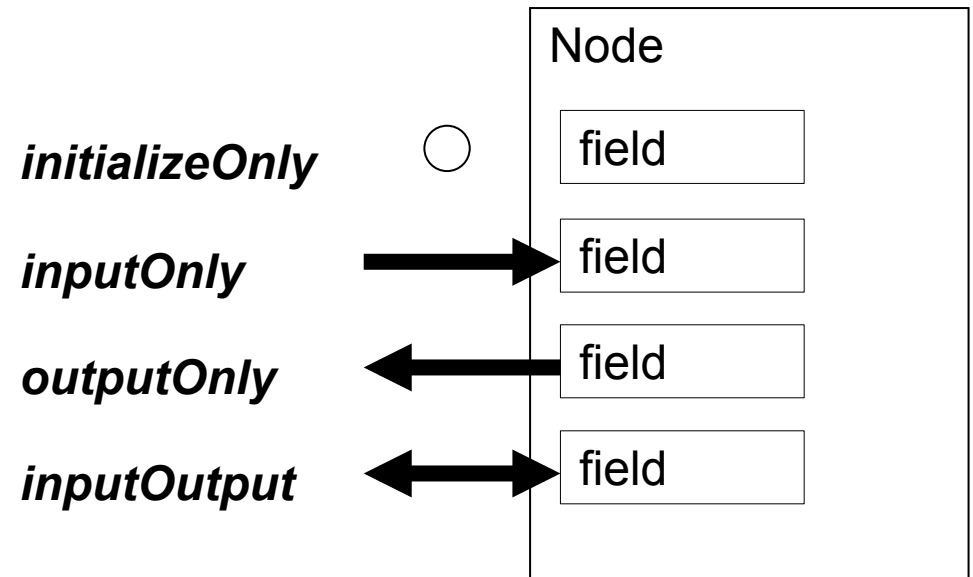 Node
initializeOnly
field
inputOnly
field
outputOnly
field
inputOutput
field